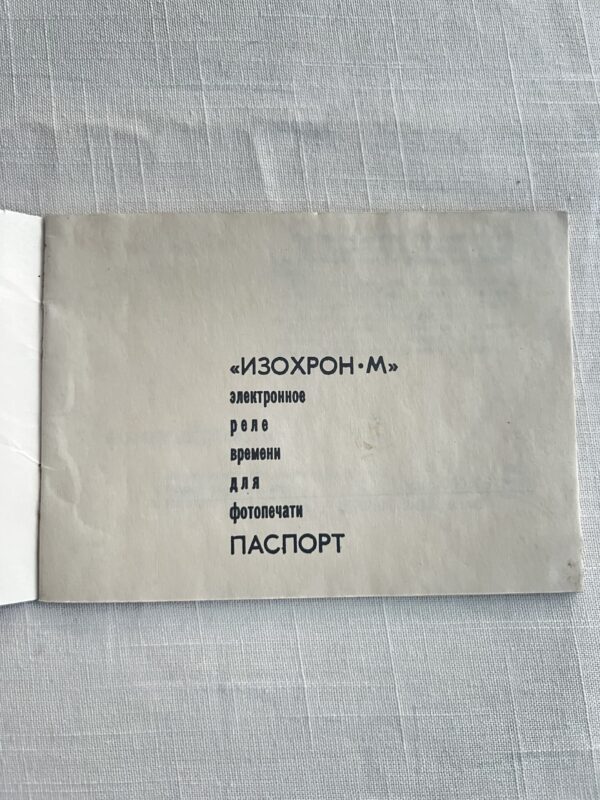 «ИЗОХРОН·М»
электронное
реле
времени
для
фотопечати
ПАСПОРТ